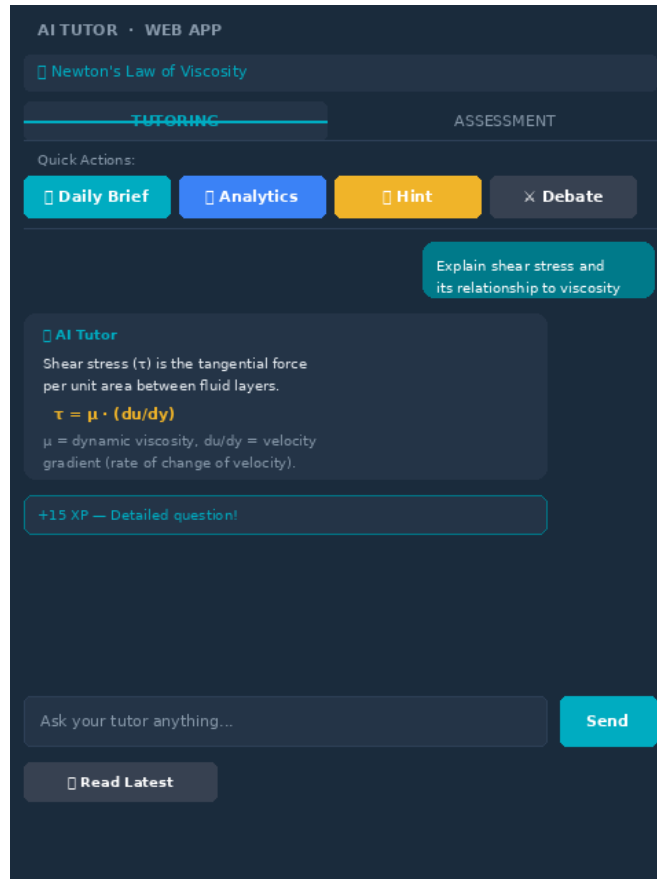 AI TUTOR · WEB APP
▯ Newton's Law of Viscosity
TUTORING
ASSESSMENT
Quick Actions:
▯ Daily Brief
▯ Analytics
▯ Hint
⚔ Debate
Explain shear stress and
its relationship to viscosity
▯ AI Tutor
Shear stress (τ) is the tangential force
per unit area between fluid layers.
τ = μ · (du/dy)
μ = dynamic viscosity, du/dy = velocity
gradient (rate of change of velocity).
+15 XP — Detailed question!
Ask your tutor anything...
Send
▯ Read Latest